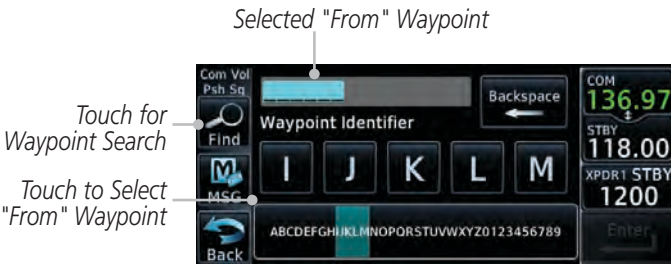 Selected "From" Waypoint
Com Vol
Psh Sq
Touch for
Waypoint Search
Find
Backspace
Waypoint Identifier
I J K L M
COM
136.97
STBY
118.00
XPDR1 STBY
1200
MSG
Touch to Select
"From" Waypoint
Back
ABCDEFGHIJKLMNOPQRSTUVWXYZ0123456789
Enter